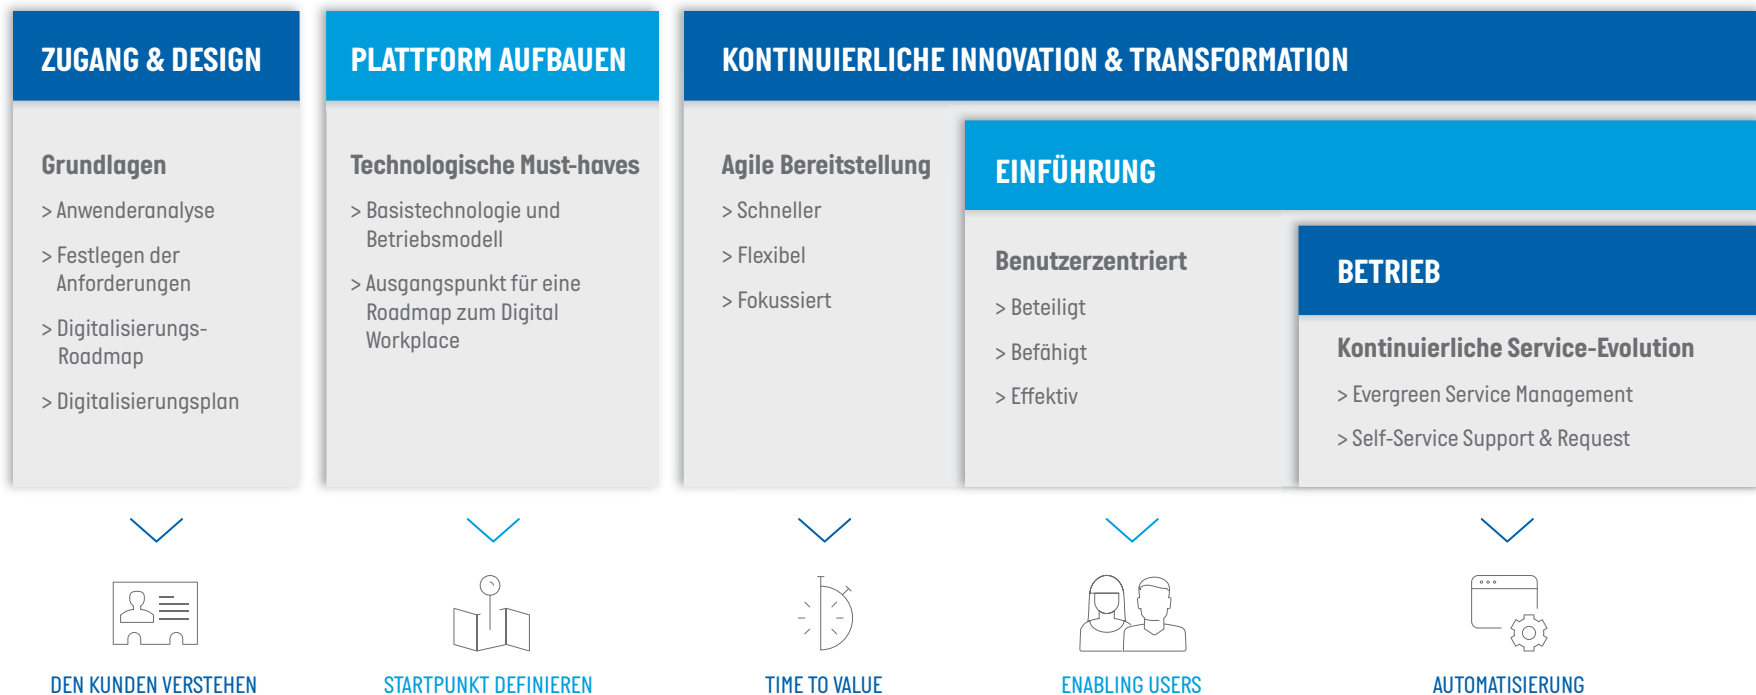 ZUGANG & DESIGN
Grundlagen
> Anwenderanalyse
> Festlegen der
Anforderungen
> Digitalisierungs-
Roadmap
> Digitalisierungsplan
DEN KUNDEN VERSTEHEN
PLATTFORM AUFBAUEN
Technologische Must-haves
> Basistechnologie und
Betriebsmodell
> Ausgangspunkt für eine
Roadmap zum Digital
Workplace
STARTPUNKT DEFINIEREN
KONTINUIERLICHE INNOVATION & TRANSFORMATION
Agile Bereitstellung
> Schneller
> Flexibel
> Fokussiert
TIME TO VALUE
EINFÜHRUNG
Benutzerzentriert
> Beteiligt
> Befähigt
> Effektiv
ENABLING USERS
BETRIEB
Kontinuierliche Service-Evolution
> Evergreen Service Management
> Self-Service Support & Request
AUTOMATISIERUNG